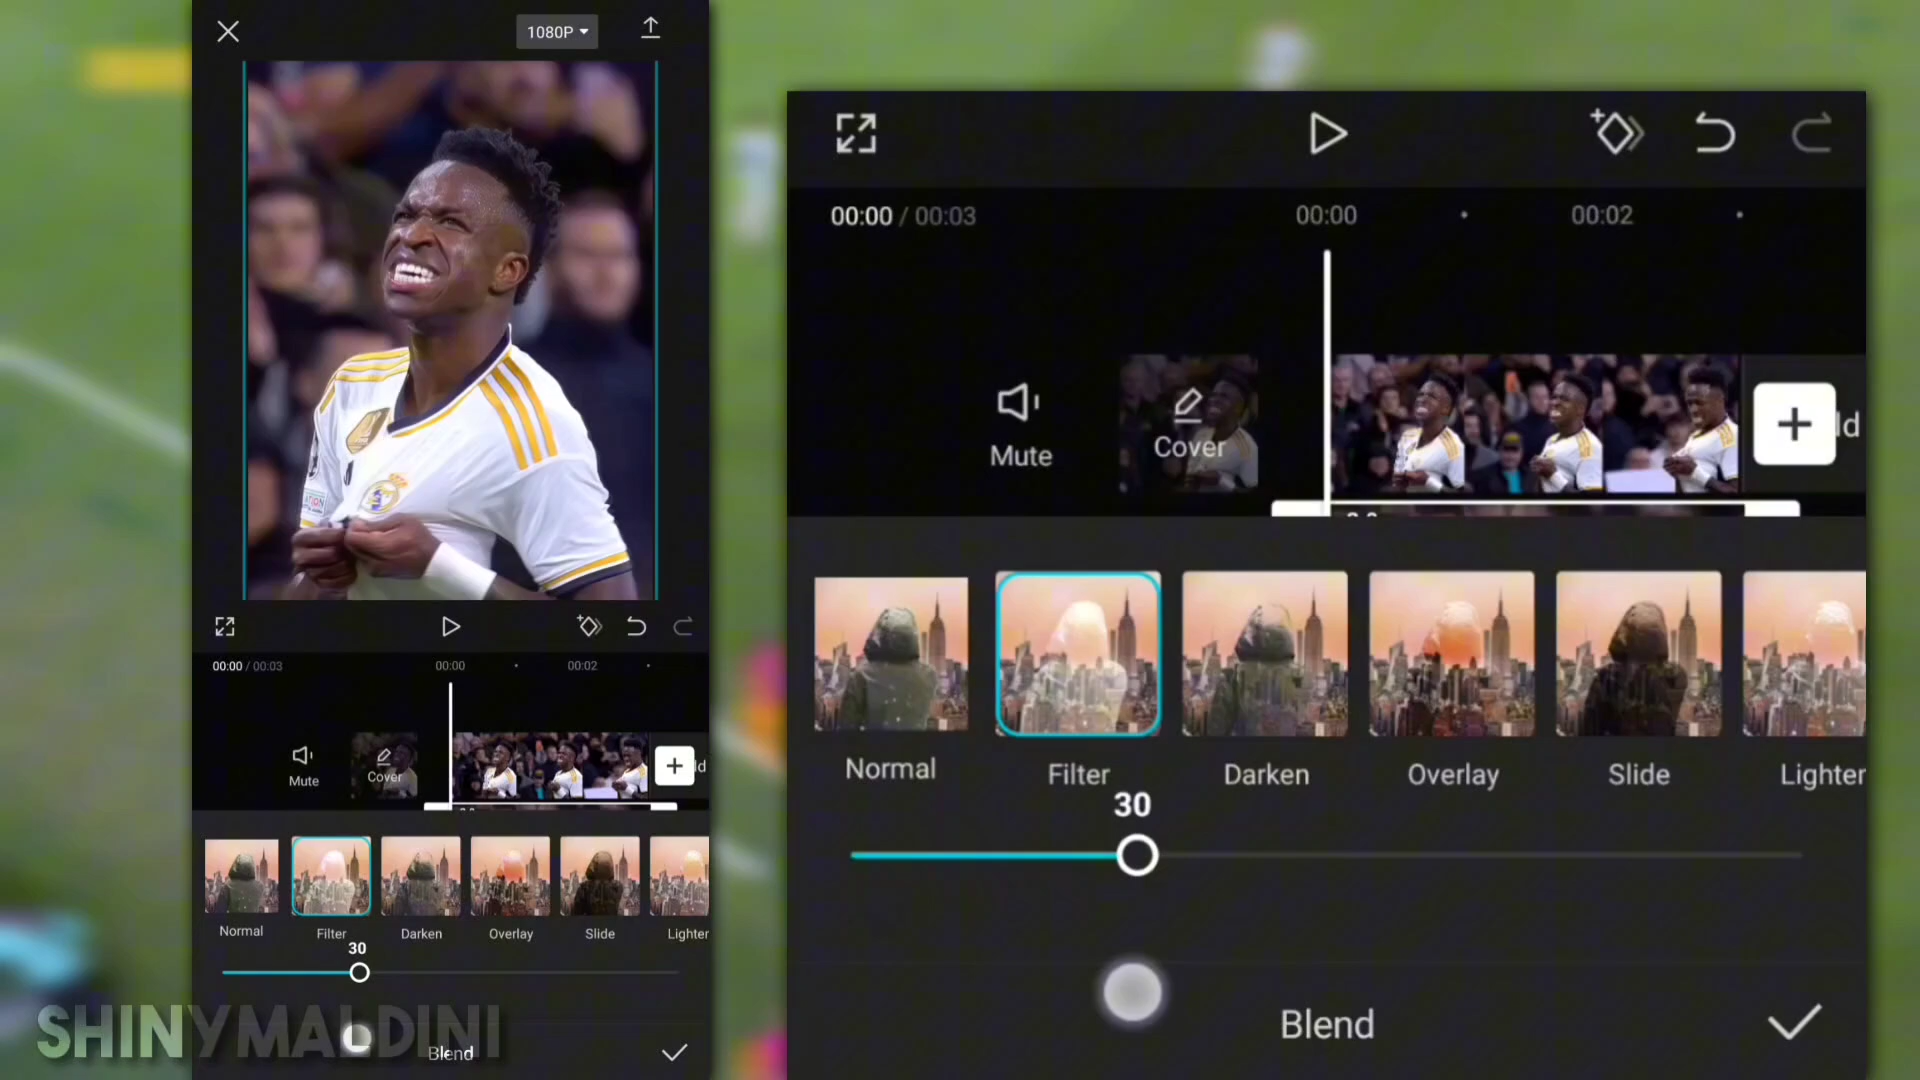 1080P
00:00 / 00:03
00:00
00:02
Mute
Cover
ld
Normal
Filter
Darken
Overlay
Slide
Lighter
30
Blend
SHINYMALDINI
00:00 / 00:03
00:00
00:02
Mute
Cover
ld
Normal
Filter
Darken
Overlay
Slide
Lighter
30
Blend